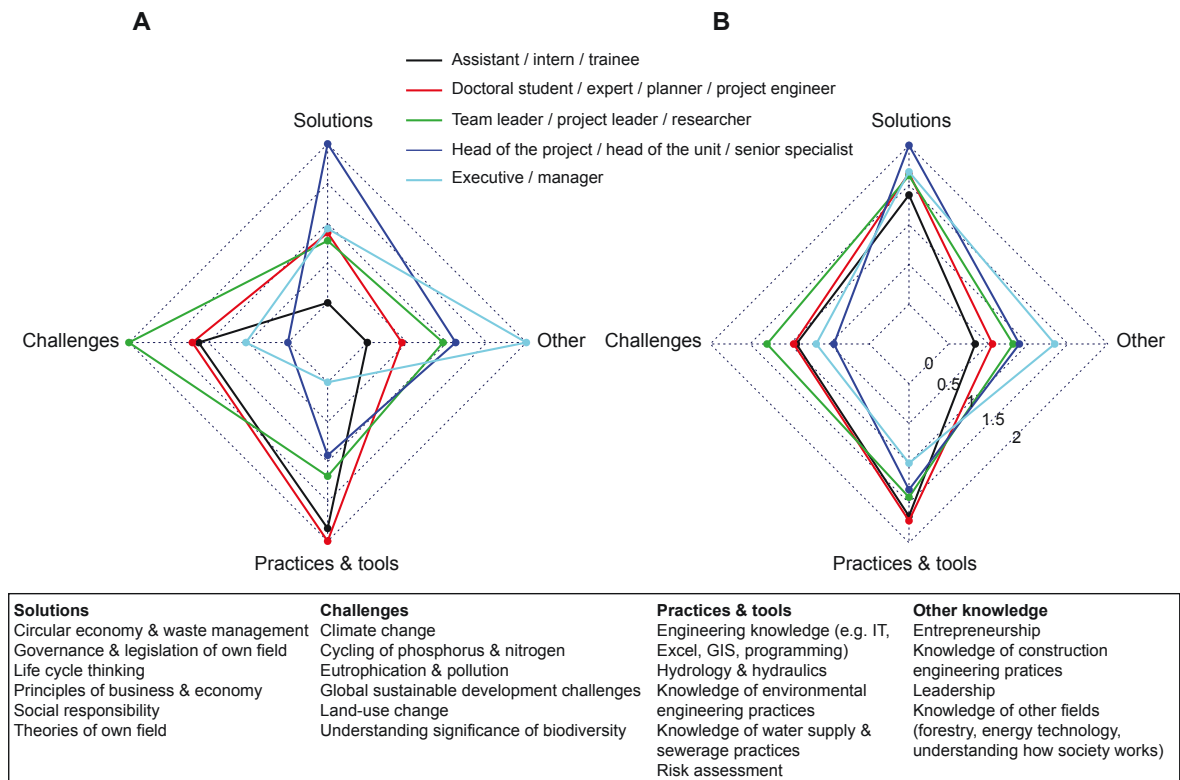 A
B
Assistant / intern / trainee
Doctoral student / expert / planner / project engineer
Team leader / project leader / researcher
Head of the project / head of the unit / senior specialist
Executive / manager
Solutions
Challenges
Other
Practices & tools
Solutions
Challenges
Other
Practices & tools
0
0.5
1
1.5
2
Solutions
Circular economy & waste management
Governance & legislation of own field
Life cycle thinking
Principles of business & economy
Social responsibility
Theories of own field
Challenges
Climate change
Cycling of phosphorus & nitrogen
Eutrophication & pollution
Global sustainable development challenges
Land-use change
Understanding significance of biodiversity
Practices & tools
Engineering knowledge (e.g. IT,
Excel, GIS, programming)
Hydrology & hydraulics
Knowledge of environmental
engineering practices
Knowledge of water supply &
sewerage practices
Risk assessment
Other knowledge
Entrepreneurship
Knowledge of construction
engineering pratices
Leadership
Knowledge of other fields
(forestry, energy technology,
understanding how society works)